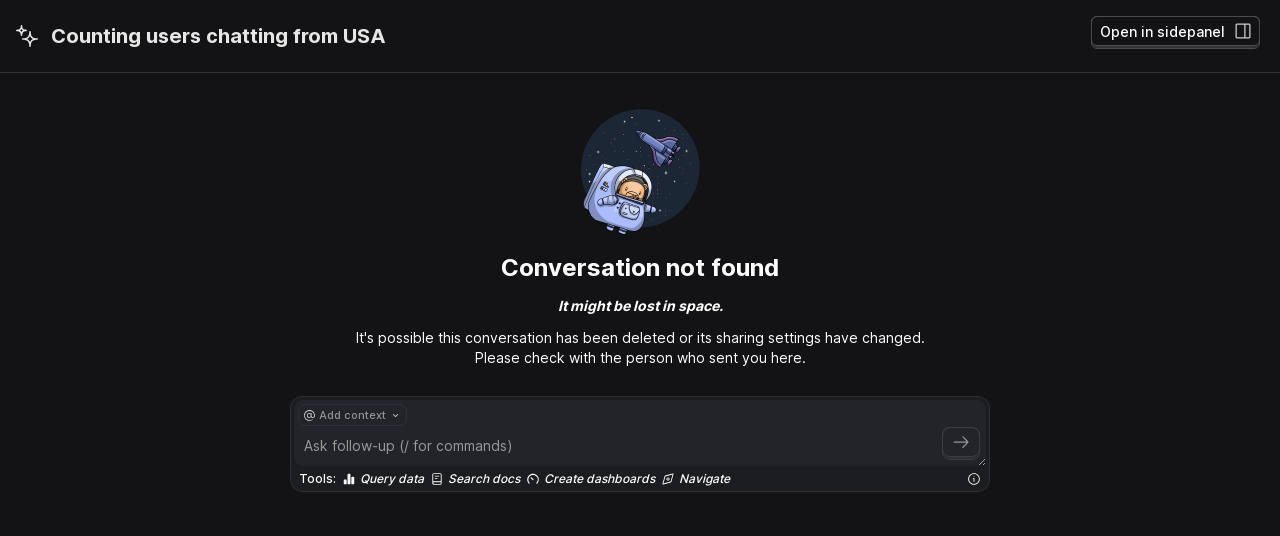 Counting users chatting from USA
Open in sidepanel
Conversation not found
It might be lost in space.
It's possible this conversation has been deleted or its sharing settings have changed.
Please check with the person who sent you here.
@ Add context
Ask follow-up (/ for commands)
Tools: Query data Search docs Create dashboards Navigate